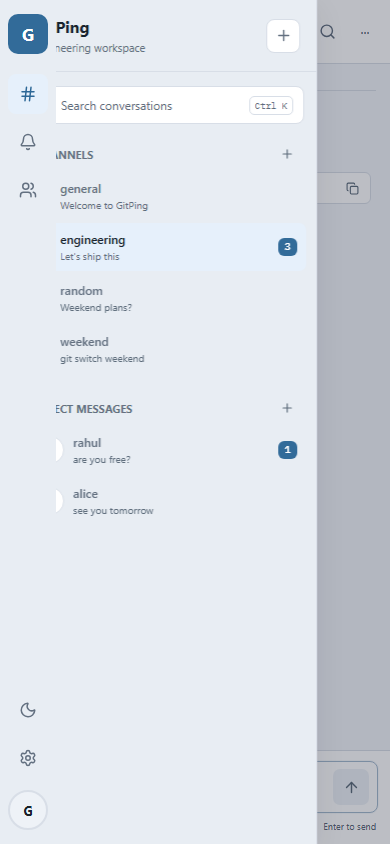 G
Ping
neering workspace
Search conversations
Ctrl K
ANNELS
general
Welcome to GitPing
engineering
Let's ship this
3
random
Weekend plans?
weekend
git switch weekend
ECT MESSAGES
rahul
are you free?
1
alice
see you tomorrow
G
Enter to send